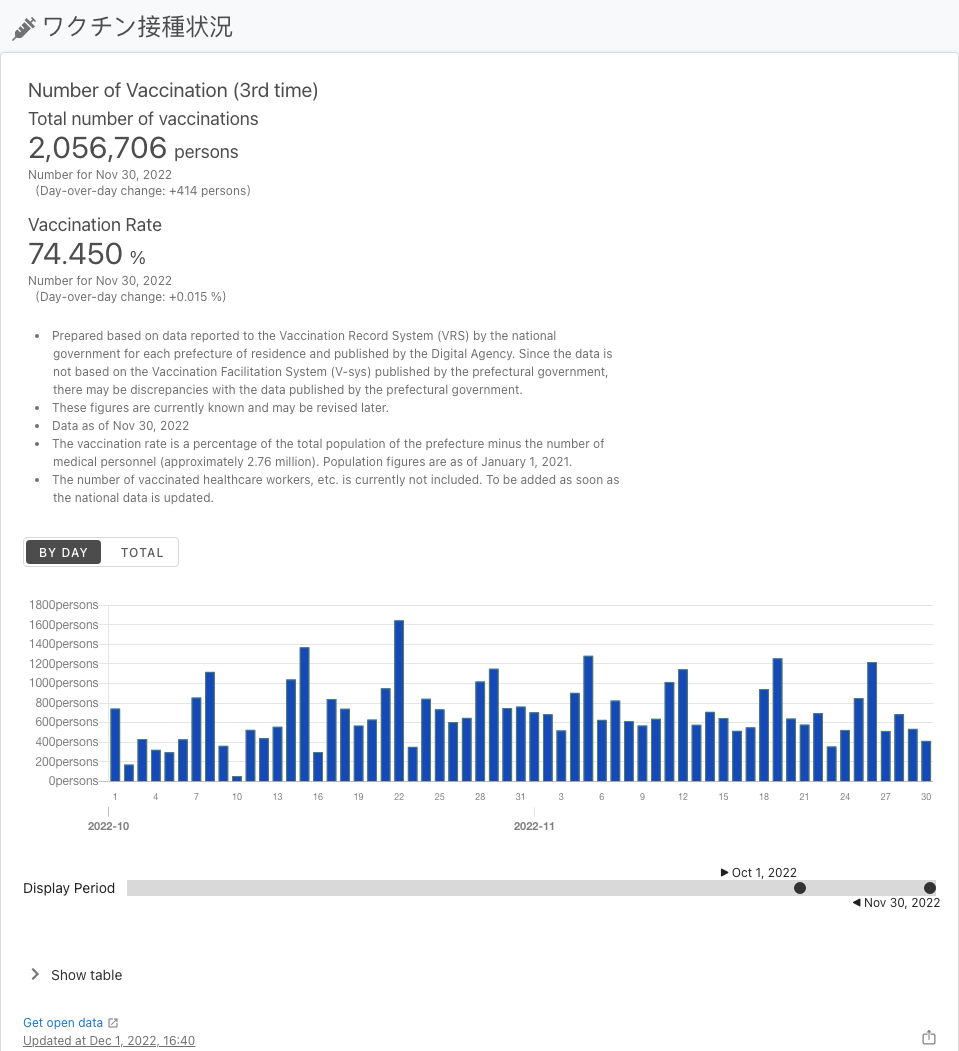 ワクチン接種状況
Number of Vaccination (3rd time)
Total number of vaccinations
2,056,706 persons
Number for Nov 30, 2022
(Day-over-day change: +414 persons)
Vaccination Rate
74.450 %
Number for Nov 30, 2022
(Day-over-day change: +0.015 %)
• Prepared based on data reported to the Vaccination Record System (VRS) by the national
government for each prefecture of residence and published by the Digital Agency. Since the data is
not based on the Vaccination Facilitation System (V-sys) published by the prefectural government,
there may be discrepancies with the data published by the prefectural government.
• These figures are currently known and may be revised later.
• Data as of Nov 30, 2022
• The vaccination rate is a percentage of the total population of the prefecture minus the number of
medical personnel (approximately 2.76 million). Population figures are as of January 1, 2021.
• The number of vaccinated healthcare workers, etc. is currently not included. To be added as soon as
the national data is updated.
BY DAY TOTAL
1800persons
1600persons
1400persons
1200persons
1000persons
800persons
600persons
400persons
200persons
0persons
1 4 7 10 13 16 19 22 25 28 31 3 6 9 12 15 18 21 24 27 30
2022-10 2022-11
Oct 1, 2022
Display Period
Nov 30, 2022
Show table
Get open data
Updated at Dec 1, 2022, 16:40